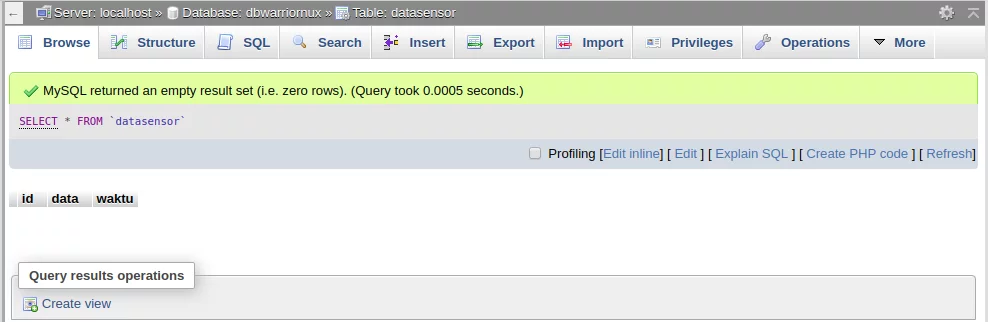 Server: localhost » Database: dbwarriornux » Table: datasensor
Browse Structure SQL Search Insert Export Import Privileges Operations More
MySQL returned an empty result set (i.e. zero rows). (Query took 0.0005 seconds.)
SELECT * FROM `datasensor`
Profiling [Edit inline] [ Edit ] [ Explain SQL ] [ Create PHP code ] [ Refresh]
id data waktu
Query results operations
Create view